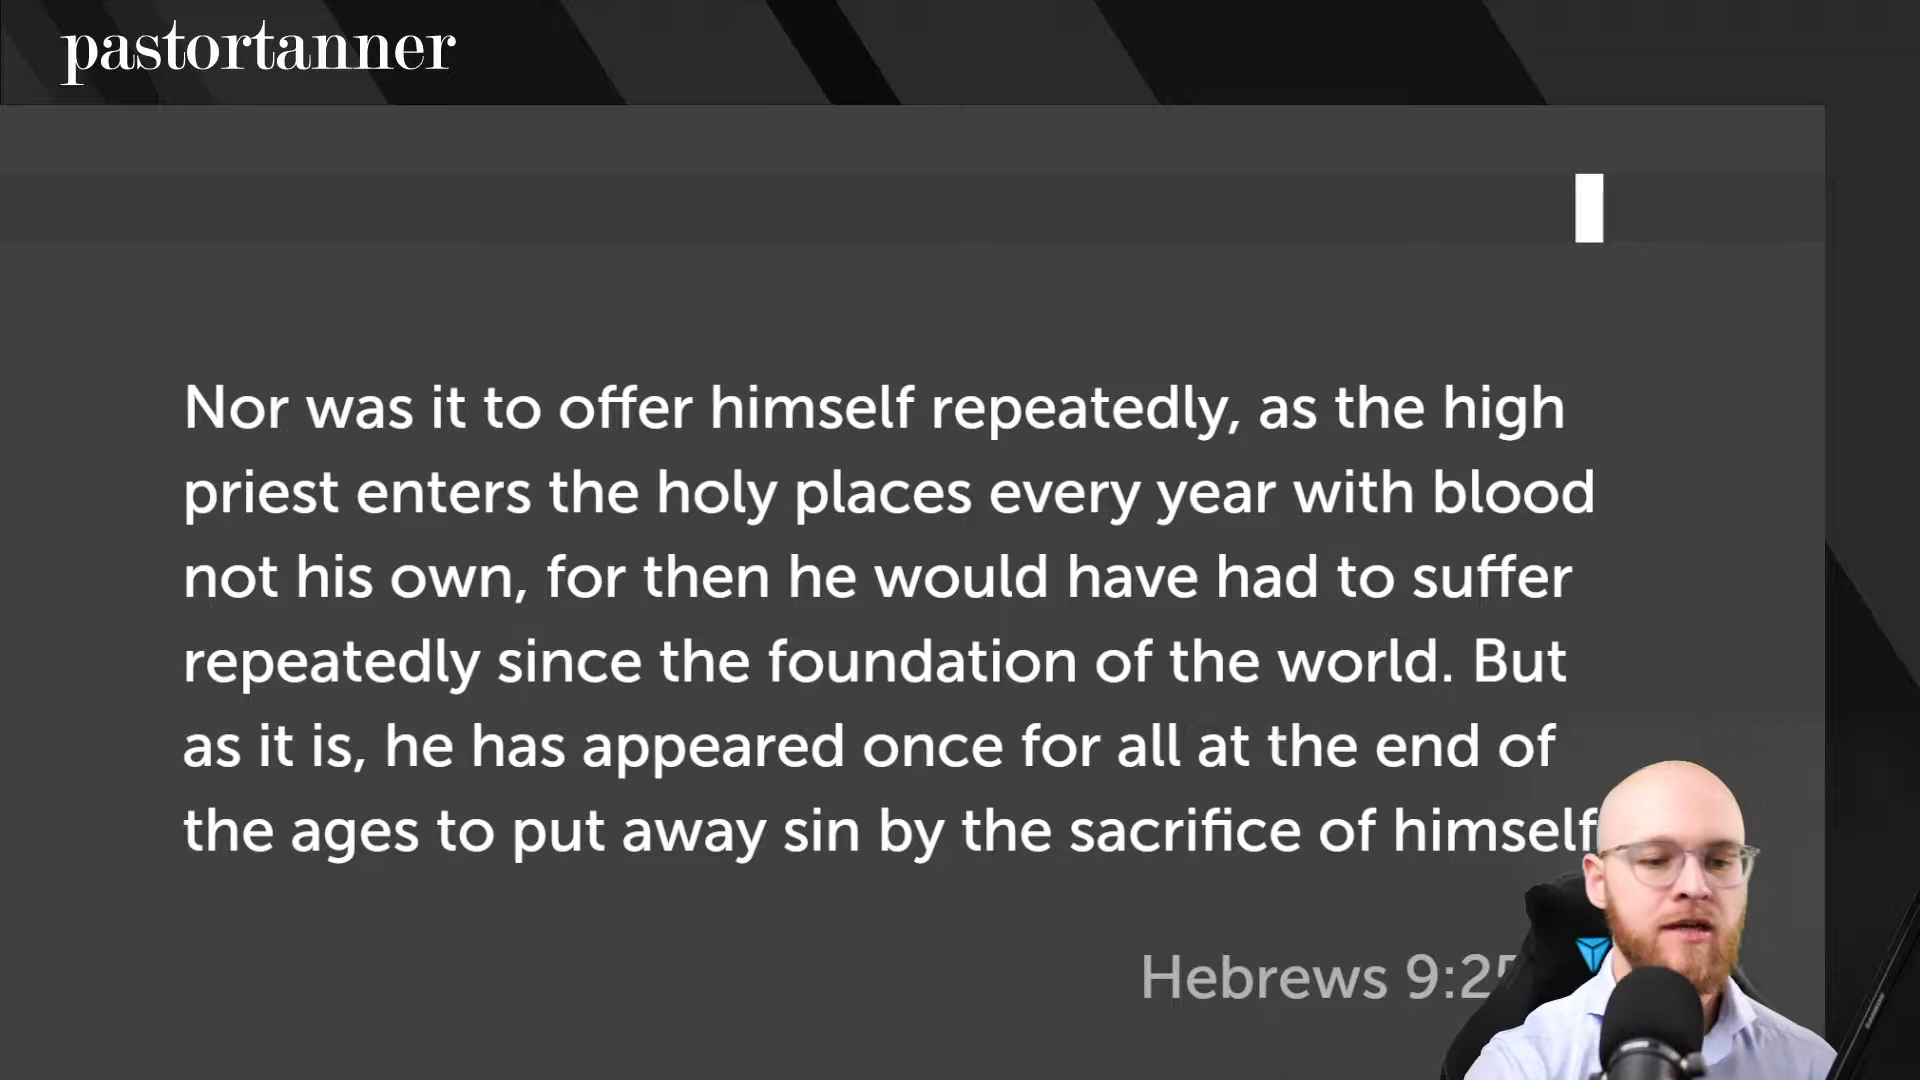 pastortanner
Nor was it to offer himself repeatedly, as the high
priest enters the holy places every year with blood
not his own, for then he would have had to suffer
repeatedly since the foundation of the world. But
as it is, he has appeared once for all at the end of
the ages to put away sin by the sacrifice of himself
Hebrews 9:25